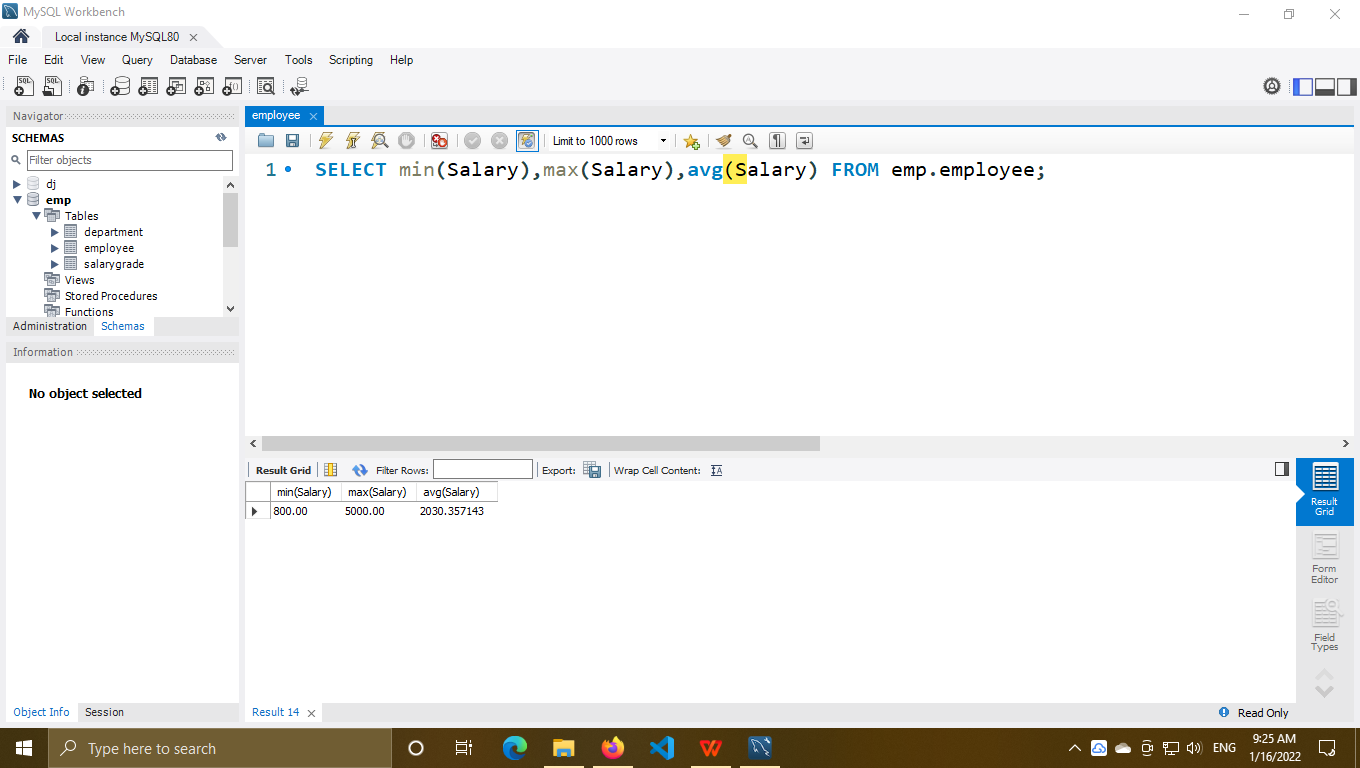 MySQL Workbench
Local instance MySQL80
File Edit View Query Database Server Tools Scripting Help
Navigator
SCHEMAS
Filter objects
dj
emp
Tables
department
employee
salarygrade
Views
Stored Procedures
Functions
Administration Schemas
Information
No object selected
Object Info Session
employee
Limit to 1000 rows
1 SELECT min(Salary),max(Salary),avg(Salary) FROM emp.employee;
Result Grid Filter Rows: Export: Wrap Cell Content:
min(Salary) max(Salary) avg(Salary)
800.00 5000.00 2030.357143
Result
Grid
Form
Editor
Field
Types
Result 14
Read Only
Type here to search
ENG
9:25 AM
1/16/2022